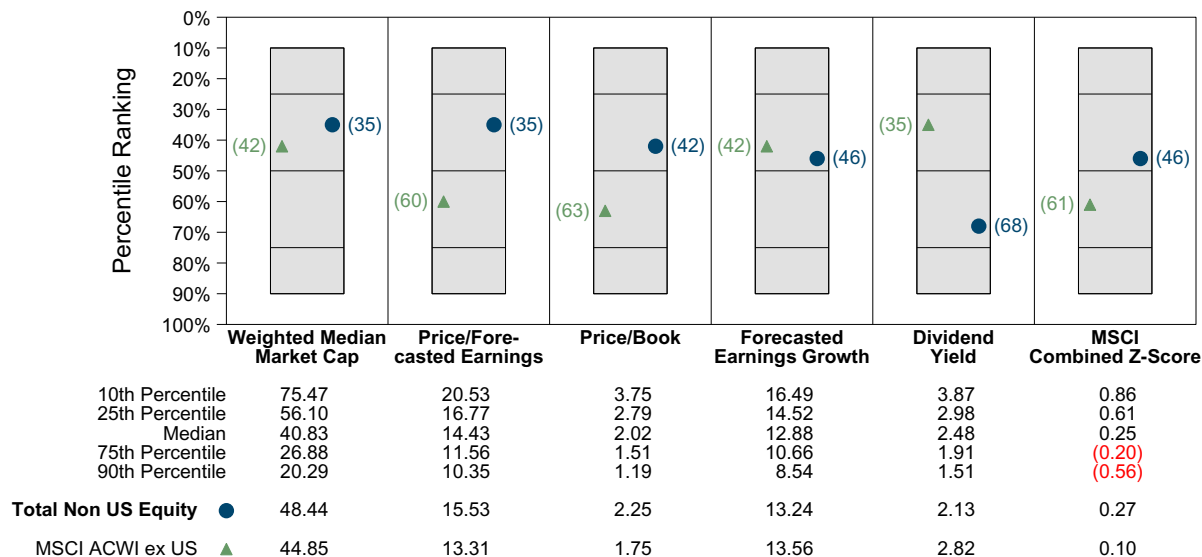 Percentile Ranking
0%
10%
20%
30%
40%
50%
60%
70%
80%
90%
100%
(42) (35)
(60) (35)
(63) (42)
(42) (46)
(35) (68)
(61) (46)
Weighted Median
Market Cap
Price/Fore-
casted Earnings
Price/Book
Forecasted
Earnings Growth
Dividend
Yield
MSCI
Combined Z-Score
10th Percentile 75.47 20.53 3.75 16.49 3.87 0.86
25th Percentile 56.10 16.77 2.79 14.52 2.98 0.61
Median 40.83 14.43 2.02 12.88 2.48 0.25
75th Percentile 26.88 11.56 1.51 10.66 1.91 (0.20)
90th Percentile 20.29 10.35 1.19 8.54 1.51 (0.56)
Total Non US Equity 48.44 15.53 2.25 13.24 2.13 0.27
MSCI ACWI ex US 44.85 13.31 1.75 13.56 2.82 0.10